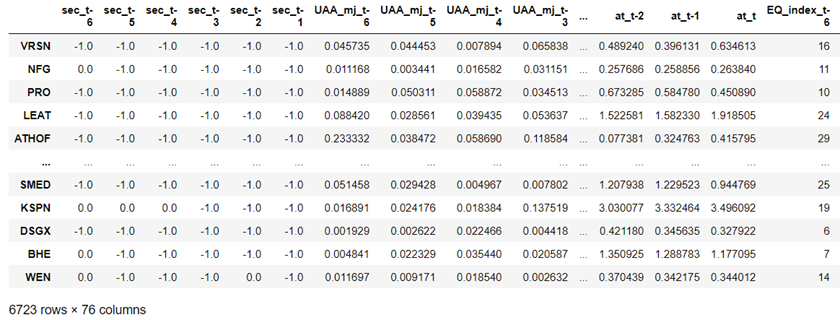 sec_t-6 sec_t-5 sec_t-4 sec_t-3 sec_t-2 sec_t-1 UAA_mj_t-6 UAA_mj_t-5 UAA_mj_t-4 UAA_mj_t-3 ... at_t-2 at_t-1 at_t EQ_index_t-6
VRSN -1.0 -1.0 -1.0 -1.0 -1.0 -1.0 0.045735 0.044453 0.007894 0.065838 ... 0.489240 0.396131 0.634613 16
NFG 0.0 -1.0 -1.0 -1.0 -1.0 -1.0 0.011168 0.003441 0.016582 0.031151 ... 0.257686 0.258856 0.263840 11
PRO -1.0 -1.0 -1.0 -1.0 -1.0 -1.0 0.014889 0.050311 0.058872 0.034513 ... 0.673285 0.584780 0.450890 10
LEAT -1.0 -1.0 -1.0 -1.0 -1.0 -1.0 0.088420 0.028561 0.039435 0.053637 ... 1.522581 1.582330 1.918505 24
ATHOF -1.0 -1.0 -1.0 -1.0 -1.0 -1.0 0.233332 0.038472 0.058690 0.118584 ... 0.077381 0.324763 0.415795 29
... ... ... ... ... ... ... ... ... ... ... ... ... ... ... ...
SMED -1.0 -1.0 -1.0 -1.0 -1.0 -1.0 0.051458 0.029428 0.004967 0.007802 ... 1.207938 1.229523 0.944769 25
KSPN 0.0 0.0 0.0 -1.0 -1.0 -1.0 0.016891 0.024176 0.018384 0.137519 ... 3.030077 3.332464 3.496092 19
DSGX -1.0 -1.0 -1.0 -1.0 -1.0 -1.0 0.001929 0.002622 0.022466 0.004418 ... 0.421180 0.345635 0.327922 6
BHE 0.0 -1.0 -1.0 -1.0 -1.0 -1.0 0.004841 0.022329 0.035440 0.020587 ... 1.350925 1.288783 1.177095 7
WEN 0.0 -1.0 -1.0 -1.0 0.0 -1.0 0.011697 0.009171 0.018540 0.002632 ... 0.370439 0.342175 0.344012 14
6723 rows × 76 columns